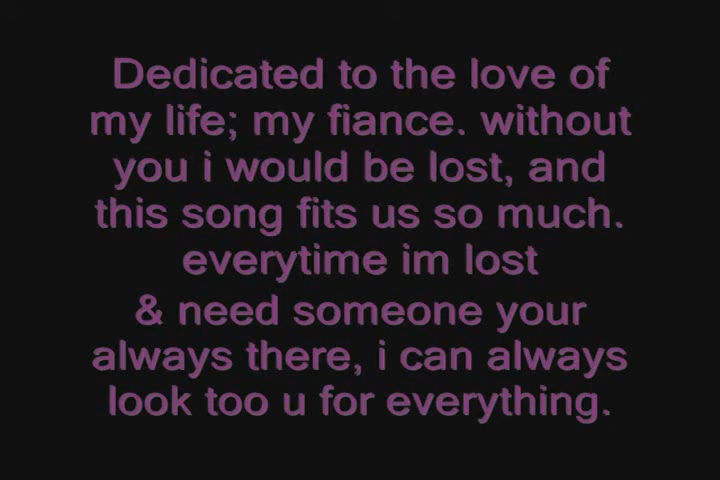 Dedicated to the love of
my life; my fiance. without
you i would be lost, and
this song fits us so much.
everytime im lost
& need someone your
always there, i can always
look too u for everything.